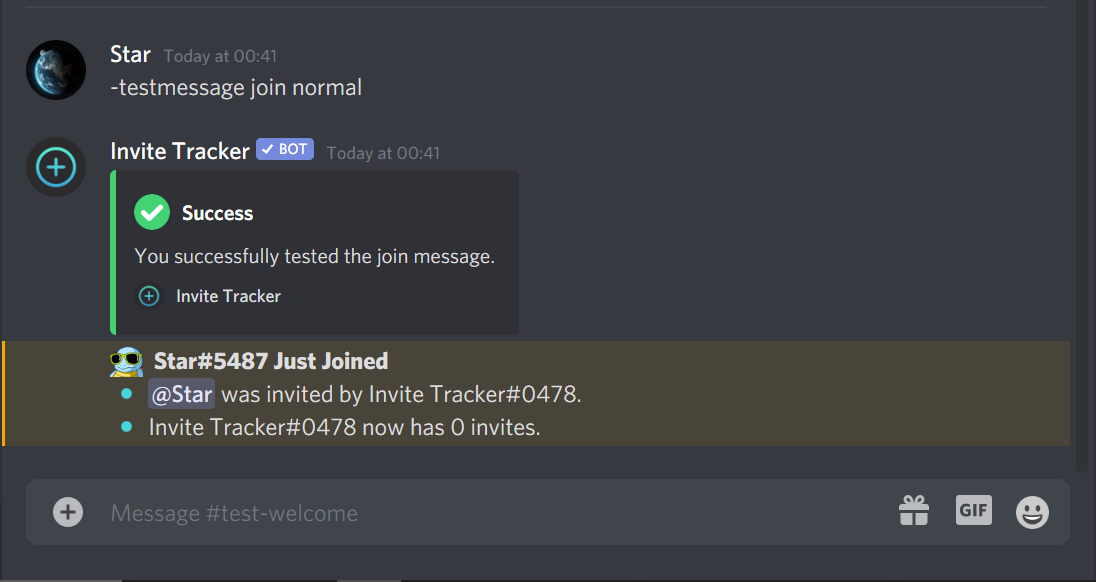 Star Today at 00:41
-testmessage join normal
Invite Tracker BOT Today at 00:41
Success
You successfully tested the join message.
Invite Tracker
Star#5487 Just Joined
@Star was invited by Invite Tracker#0478.
Invite Tracker#0478 now has 0 invites.
Message #test-welcome
GIF